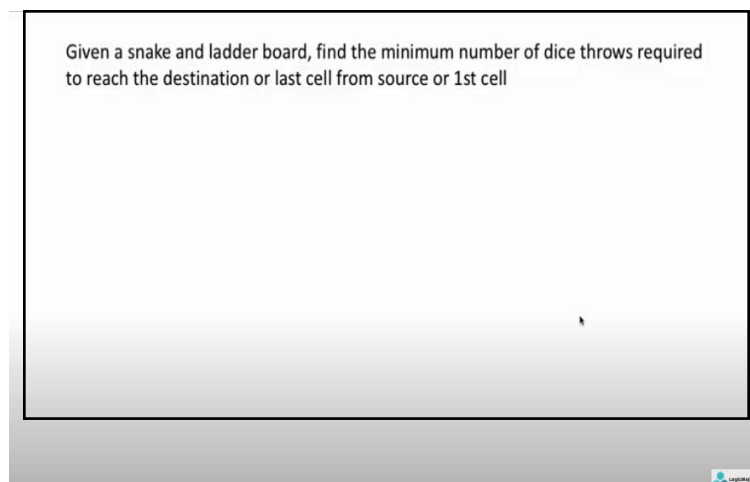 Given a snake and ladder board, find the minimum number of dice throws required
to reach the destination or last cell from source or 1st cell